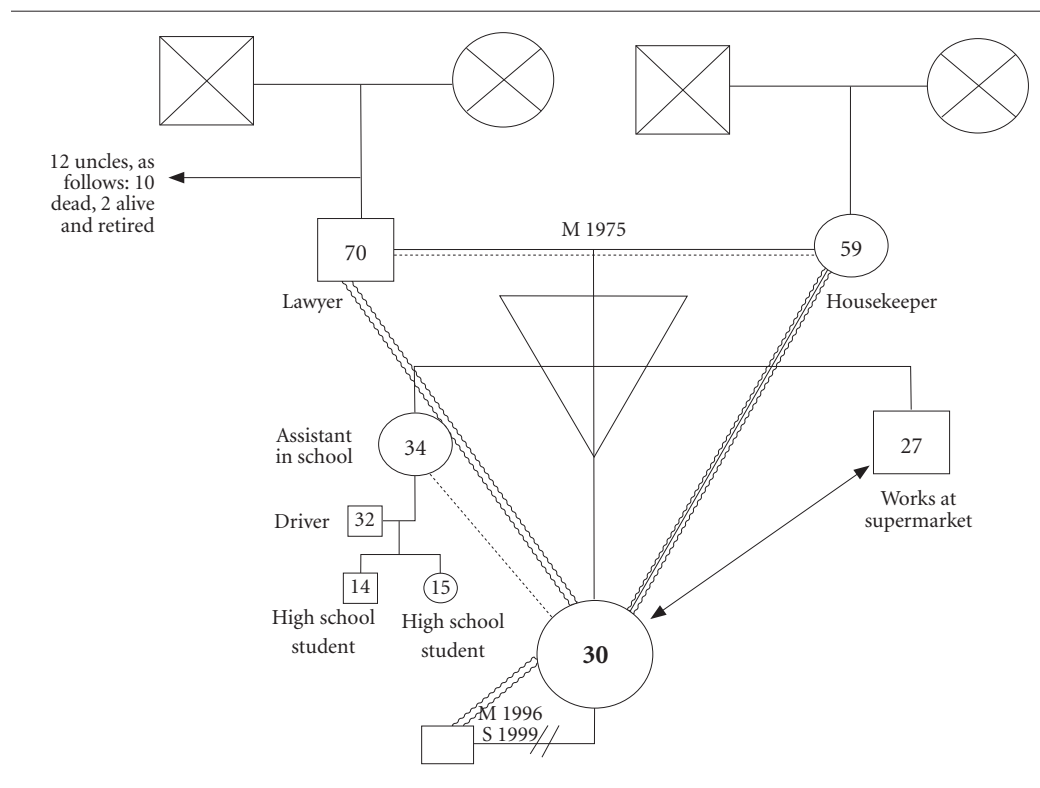 12 uncles, as
follows: 10
dead, 2 alive
and retired
M 1975
70
59
Lawyer
Housekeeper
Assistant
in school
34
27
Works at
supermarket
Driver
32
14
15
High school
student
High school
student
30
M 1996
S 1999